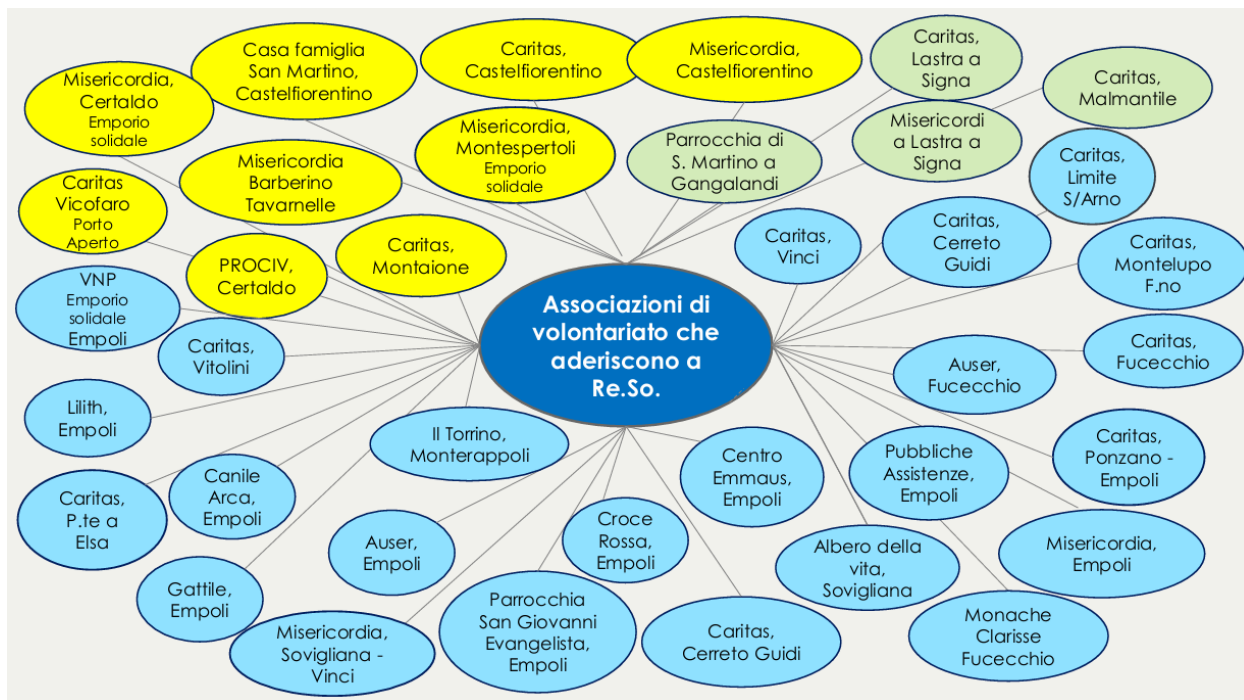 Casa famiglia
San Martino,
Castelfiorentino
Caritas,
Castelfiorentino
Misericordia,
Castelfiorentino
Caritas,
Lastra a
Signa
Misericordia,
Certaldo
Emporio
solidale
Caritas,
Malmantile
Misericordia,
Montespertoli
Emporio
solidale
Parrocchia di
S. Martino a
Gangalandi
Misericordi
a Lastra a
Signa
Misericordia
Barberino
Tavarnelle
Caritas,
Limite
S/Arno
Caritas
Vicofaro
Porto
Aperto
Caritas,
Montaione
Caritas,
Vinci
Caritas,
Cerreto
Guidi
Caritas,
Montelupo
F.no
PROCIV,
Certaldo
VNP
Emporio
solidale
Empoli
Associazioni di
volontariato che
aderiscono a
Re.So.
Caritas,
Vitolini
Auser,
Fucecchio
Caritas,
Fucecchio
Lilith,
Empoli
Il Torrino,
Monterappoli
Centro
Emmaus,
Empoli
Pubbliche
Assistenze,
Empoli
Caritas,
Ponzano -
Empoli
Caritas,
P.te a
Elsa
Canile
Arca,
Empoli
Auser,
Empoli
Croce
Rossa,
Empoli
Albero della
vita,
Sovigliana
Misericordia,
Empoli
Gattile,
Empoli
Misericordia,
Sovigliana -
Vinci
Parrocchia
San Giovanni
Evangelista,
Empoli
Caritas,
Cerreto Guidi
Monache
Clarisse
Fucecchio